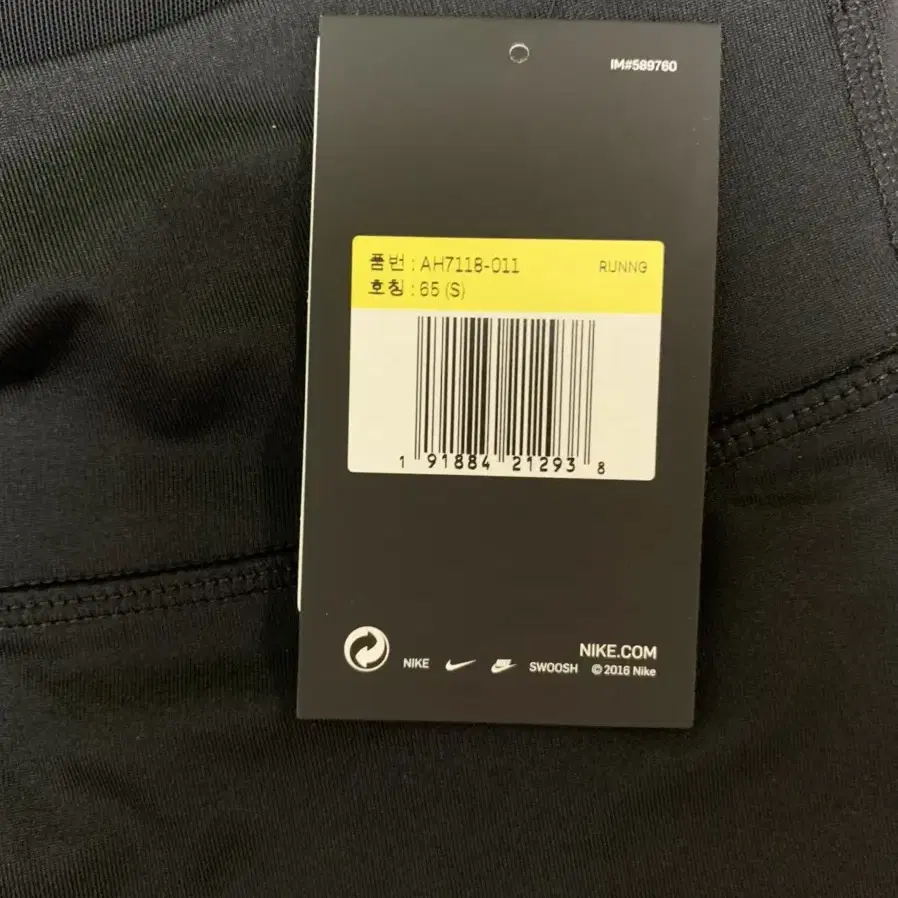 IM#589760
품번 : AH7118-011 RUNNG
호칭 : 65 (S)
1 91884 21293 8
NIKE.COM
NIKE SWOOSH ©2016 Nike